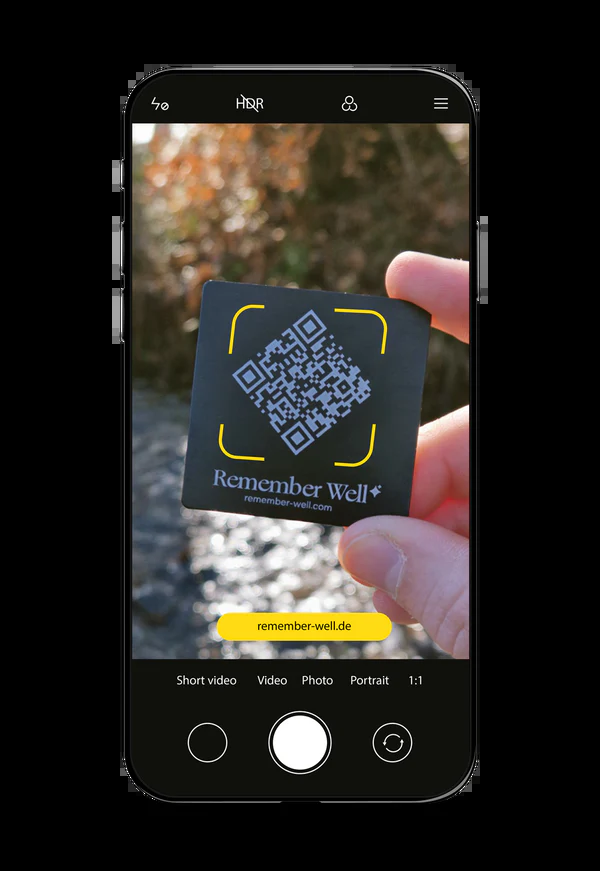 HDR
Remember Well
remember-well.com
remember-well.de
Short video Video Photo Portrait 1:1